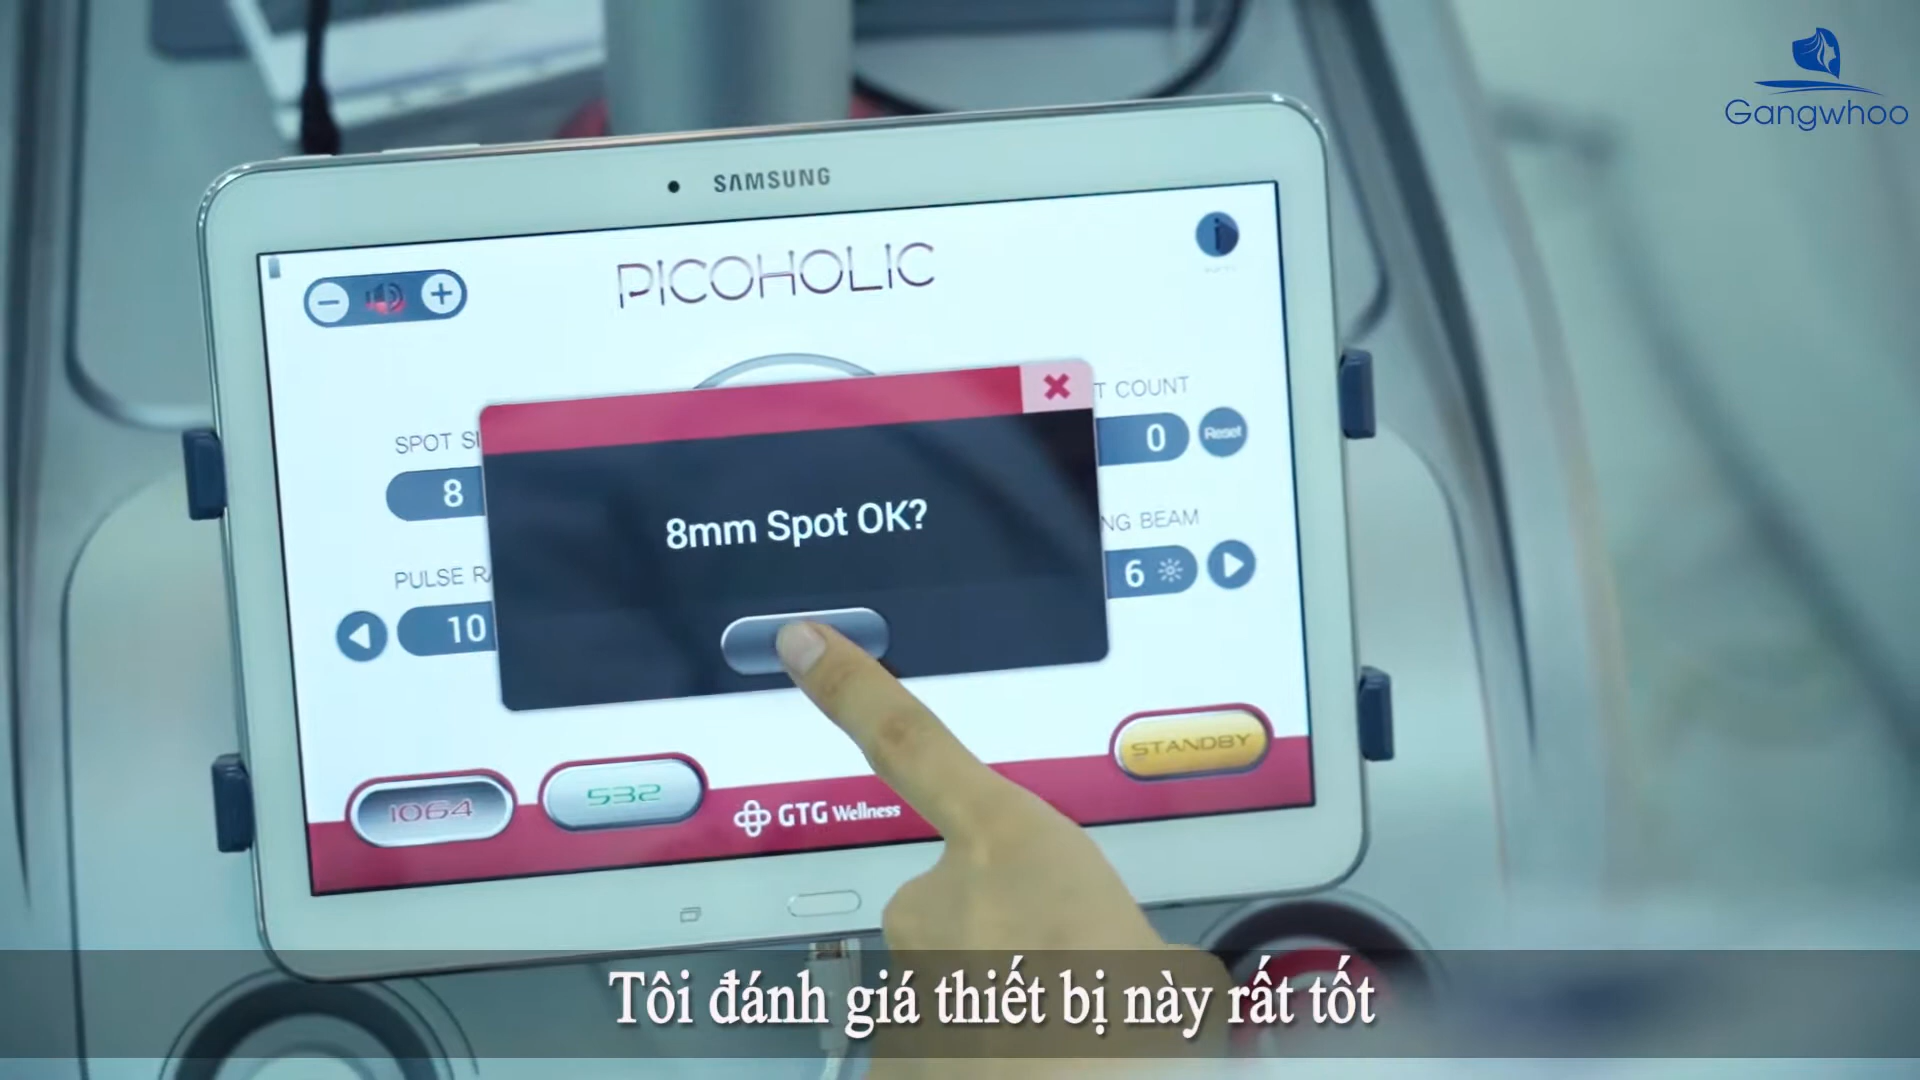 Gangwhoo
SAMSUNG
PICOHOLIC
T COUNT
SPOT SI
8
0
Reset
8mm Spot OK?
NG BEAM
PULSE RA
10
6
STANDBY
1064
532
GTG Wellness
Tôi đánh giá thiết bị này rất tốt